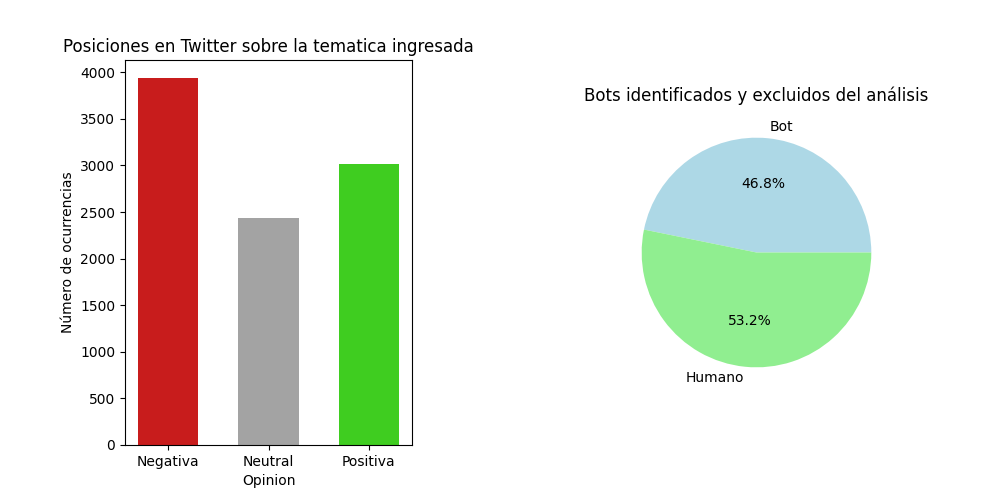 Posiciones en Twitter sobre la tematica ingresada
Número de ocurrencias
4000
3500
3000
2500
2000
1500
1000
500
0
Negativa
Neutral
Positiva
Opinion
Bots identificados y excluidos del análisis
Bot
46.8%
53.2%
Humano